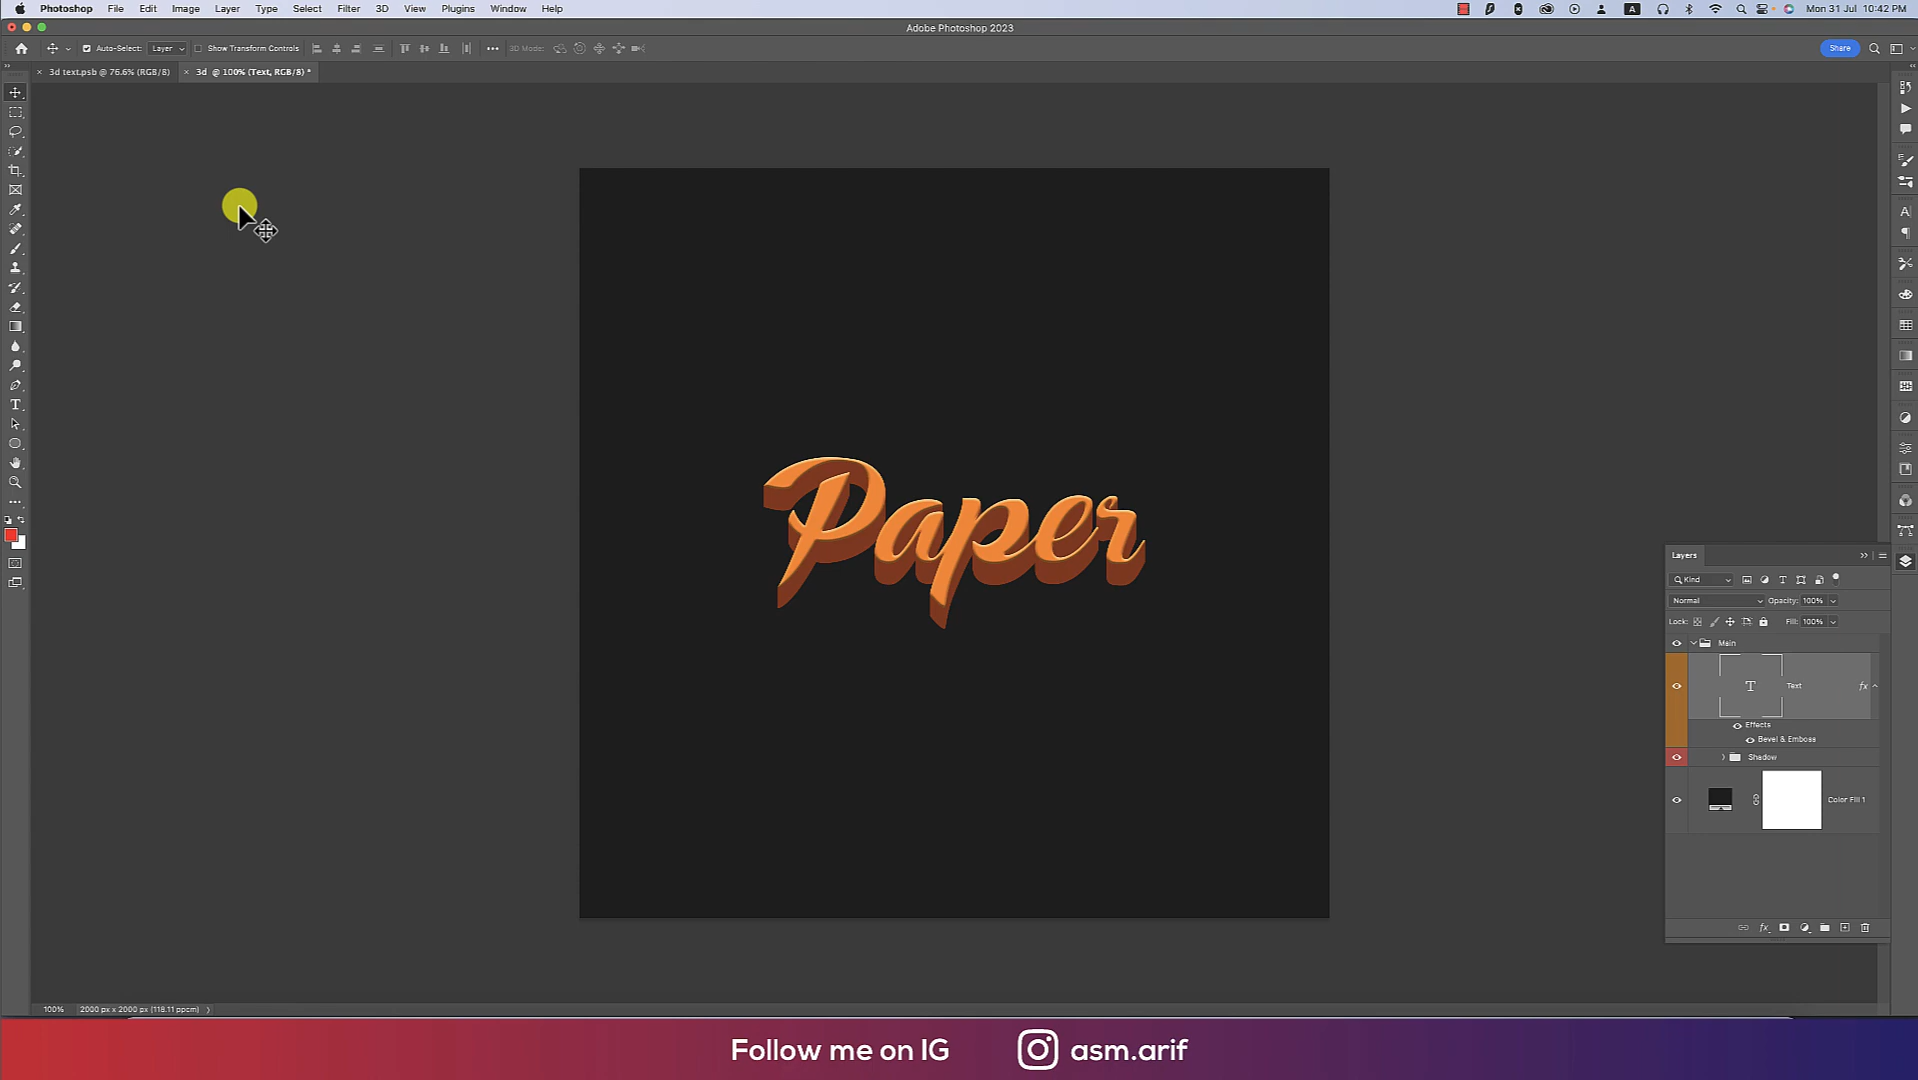 Photoshop File Edit Image Layer Type Select Filter 3D View Plugins Window Help A Mon 31 Jul 10:42 PM
Adobe Photoshop 2023
Auto-Select: Layer Show Transform Controls 3D Mode: Share
3d text.psb @ 76.6% (RGB/8) 3d @ 100% (Text, RGB/8) *
Paper
Layers
Kind
Normal Opacity: 100%
Lock: Fill: 100%
Main
T Text fx
Effects
Bevel & Emboss
Shadow
Color Fill 1
fx
100% 2000 px x 2000 px (118.11 ppcm)
Follow me on IG asm.arif